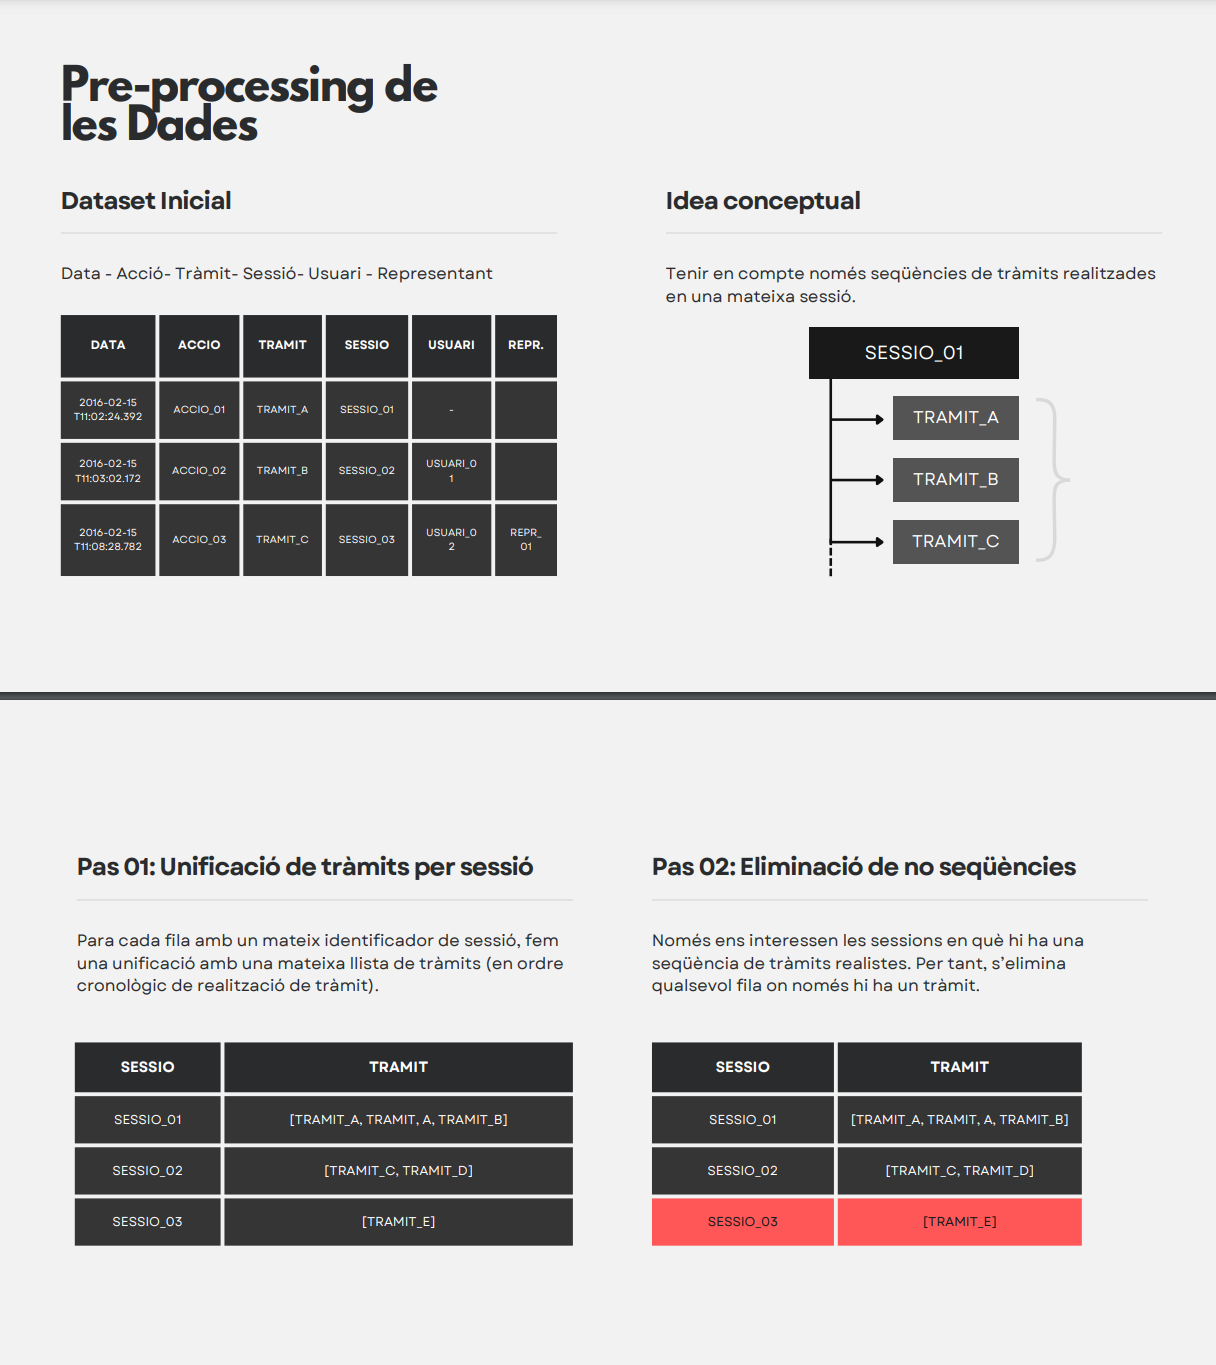 Pre-processing de
les Dades
Dataset Inicial
Data - Acció- Tràmit- Sessió- Usuari - Representant
DATA ACCIO TRAMIT SESSIO USUARI REPR.
2016-02-15
T11:02:24.392 ACCIO_01 TRAMIT_A SESSIO_01 -
2016-02-15
T11:03:02.172 ACCIO_02 TRAMIT_B SESSIO_02 USUARI_0
1
2016-02-15
T11:08:28.782 ACCIO_03 TRAMIT_C SESSIO_03 USUARI_0
2 REPR_
01
Idea conceptual
Tenir en compte només seqüències de tràmits realitzades
en una mateixa sessió.
SESSIO_01
TRAMIT_A
TRAMIT_B
TRAMIT_C
Pas 01: Unificació de tràmits per sessió
Para cada fila amb un mateix identificador de sessió, fem
una unificació amb una mateixa llista de tràmits (en ordre
cronològic de realització de tràmit).
SESSIO TRAMIT
SESSIO_01 [TRAMIT_A, TRAMIT, A, TRAMIT_B]
SESSIO_02 [TRAMIT_C, TRAMIT_D]
SESSIO_03 [TRAMIT_E]
Pas 02: Eliminació de no seqüències
Només ens interessen les sessions en què hi ha una
seqüència de tràmits realistes. Per tant, s'elimina
qualsevol fila on només hi ha un tràmit.
SESSIO TRAMIT
SESSIO_01 [TRAMIT_A, TRAMIT, A, TRAMIT_B]
SESSIO_02 [TRAMIT_C, TRAMIT_D]
SESSIO_03 [TRAMIT_E]